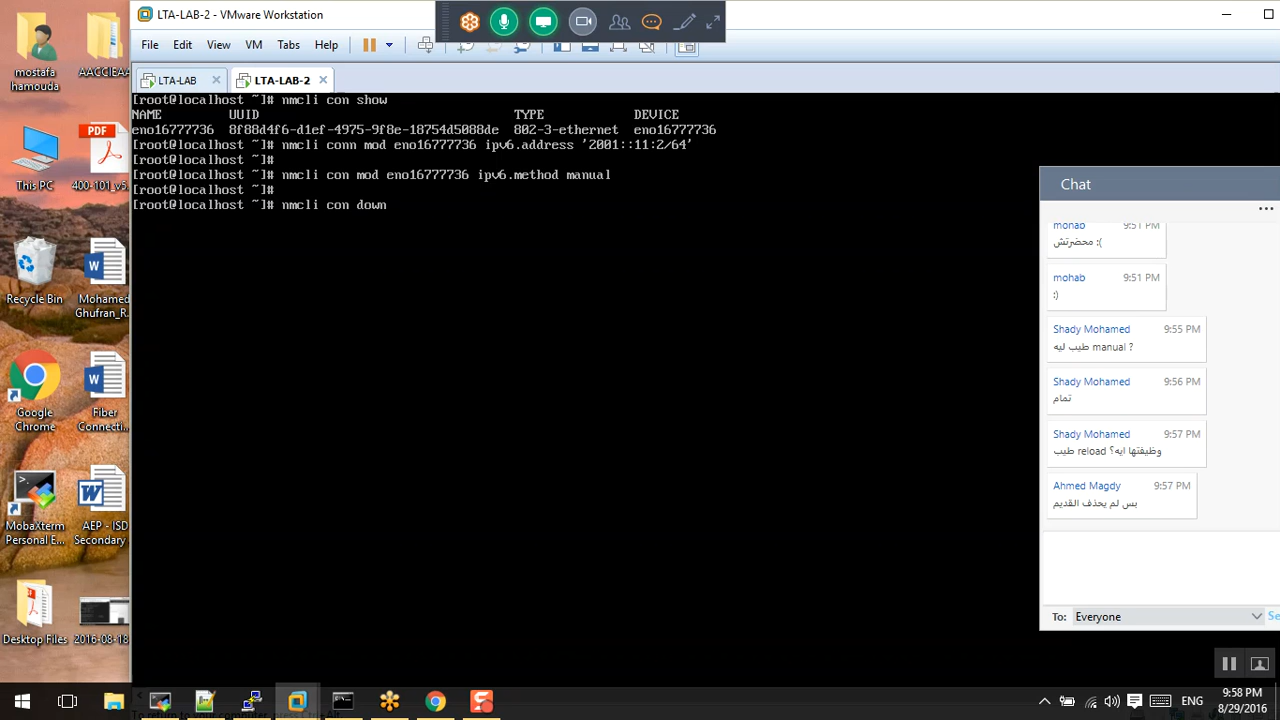 LTA-LAB-2 - VMware Workstation
File Edit View VM Tabs Help
LTA-LAB
LTA-LAB-2
[root@localhost ~]# nmcli con show
NAME UUID TYPE DEVICE
eno16777736 8f88d4f6-d1ef-4975-9f8e-18754d5088de 802-3-ethernet eno16777736
[root@localhost ~]# nmcli conn mod eno16777736 ipv6.address '2001::11:2/64'
[root@localhost ~]#
[root@localhost ~]# nmcli con mod eno16777736 ipv6.method manual
[root@localhost ~]#
[root@localhost ~]# nmcli con down
mostafa
hamouda
AACCIEAA
This PC
PDF
400-101_v5
Recycle Bin
Mohamed
Ghufran_R...
Google
Chrome
Fiber
Connecti...
MobaXterm
Personal E...
AEP - ISD
Secondary
Desktop Files
2016-08-18
Chat
mohab 9:51 PM
محضرتش :(
mohab 9:51 PM
:)
Shady Mohamed 9:55 PM
طيب ليه manual ?
Shady Mohamed 9:56 PM
تمام
Shady Mohamed 9:57 PM
طيب reload وظيفتها ايه؟
Ahmed Magdy 9:57 PM
بس لم يحذف القديم
To: Everyone
Se
ENG
9:58 PM
8/29/2016